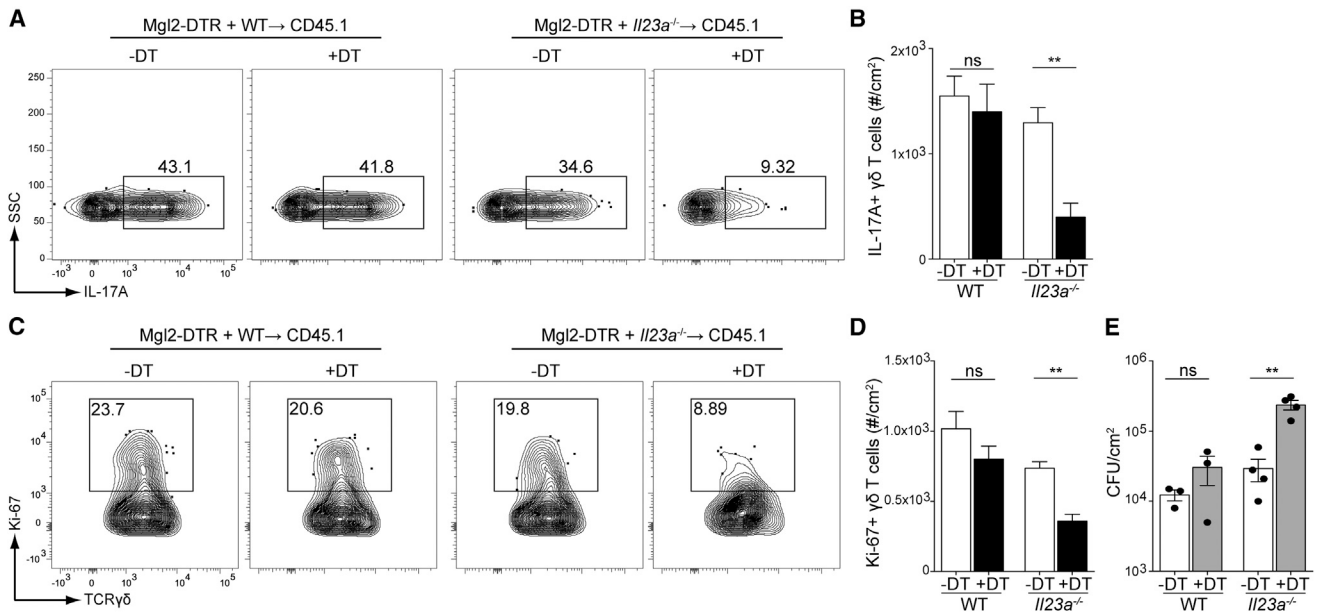 A
Mgl2-DTR + WT→ CD45.1
Mgl2-DTR + Il23a-/-→ CD45.1
-DT
+DT
-DT
+DT
250
200
150
100
50
0
SSC
43.1
41.8
34.6
9.32
-10³ 0 10³ 10⁴ 10⁵
IL-17A
B
IL-17A+ γδ T cells (#/cm²)
2x10³
1x10³
0
ns
**
-DT +DT -DT +DT
WT
Il23a-/-
C
Mgl2-DTR + WT→ CD45.1
Mgl2-DTR + Il23a-/-→ CD45.1
-DT
+DT
-DT
+DT
10⁵
10⁴
10³
0
-10³
Ki-67
23.7
20.6
19.8
8.89
-10³ 0 10³ 10⁴ 10⁵
TCRγδ
D
Ki-67+ γδ T cells (#/cm²)
1.5x10³
1.0x10³
0.5x10³
0
ns
**
-DT +DT -DT +DT
WT
Il23a-/-
E
CFU/cm²
10⁶
10⁵
10⁴
10³
ns
**
-DT +DT -DT +DT
WT
Il23a-/-